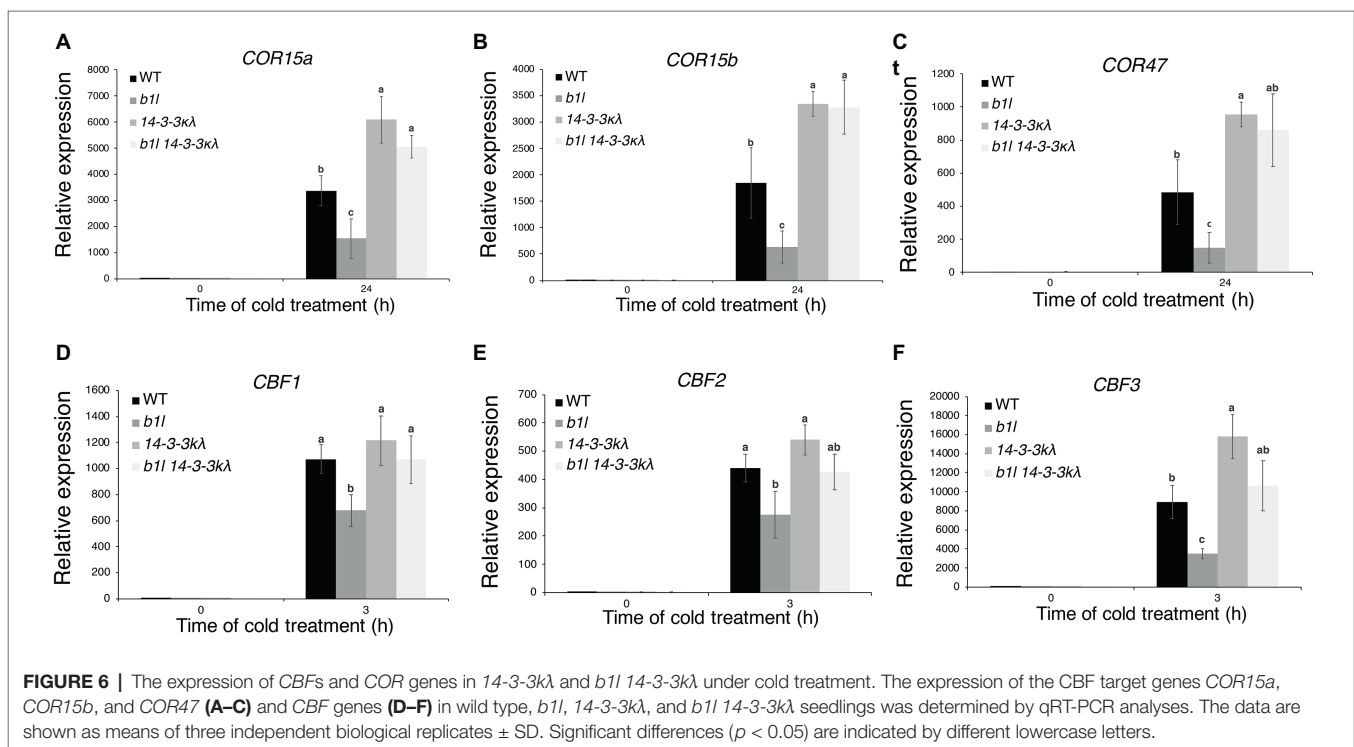 A
COR15a
Relative expression
8000
7000
6000
5000
4000
3000
2000
1000
0
WT
b1l
14-3-3κλ
b1l 14-3-3κλ
b
c
a
a
0
24
Time of cold treatment (h)
B
COR15b
Relative expression
4000
3500
3000
2500
2000
1500
1000
500
0
WT
b1l
14-3-3κλ
b1l 14-3-3κλ
b
c
a
a
0
24
Time of cold treatment (h)
C
t
COR47
Relative expression
1200
1000
800
600
400
200
0
WT
b1l
14-3-3κλ
b1l 14-3-3κλ
b
c
a
ab
0
24
Time of cold treatment (h)
D
CBF1
Relative expression
1600
1400
1200
1000
800
600
400
200
0
WT
b1l
14-3-3kλ
b1l 14-3-3kλ
a
b
a
a
0
3
Time of cold treatment (h)
E
CBF2
Relative expression
700
600
500
400
300
200
100
0
WT
b1l
14-3-3kλ
b1l 14-3-3kλ
a
b
a
ab
0
3
Time of cold treatment (h)
F
CBF3
Relative expression
20000
18000
16000
14000
12000
10000
8000
6000
4000
2000
0
WT
b1l
14-3-3kλ
b1l 14-3-3kλ
b
c
a
ab
0
3
Time of cold treatment (h)
FIGURE 6 | The expression of CBFs and COR genes in 14-3-3kλ and b1l 14-3-3kλ under cold treatment. The expression of the CBF target genes COR15a,
COR15b, and COR47 (A–C) and CBF genes (D–F) in wild type, b1l, 14-3-3kλ, and b1l 14-3-3kλ seedlings was determined by qRT-PCR analyses. The data are
shown as means of three independent biological replicates ± SD. Significant differences (p < 0.05) are indicated by different lowercase letters.